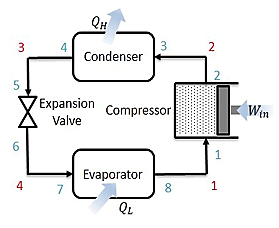 Q_H
3 4 Condenser 3 2
5 2
Expansion Valve Compressor W_in
6 1
4 7 Evaporator 8 1
Q_L